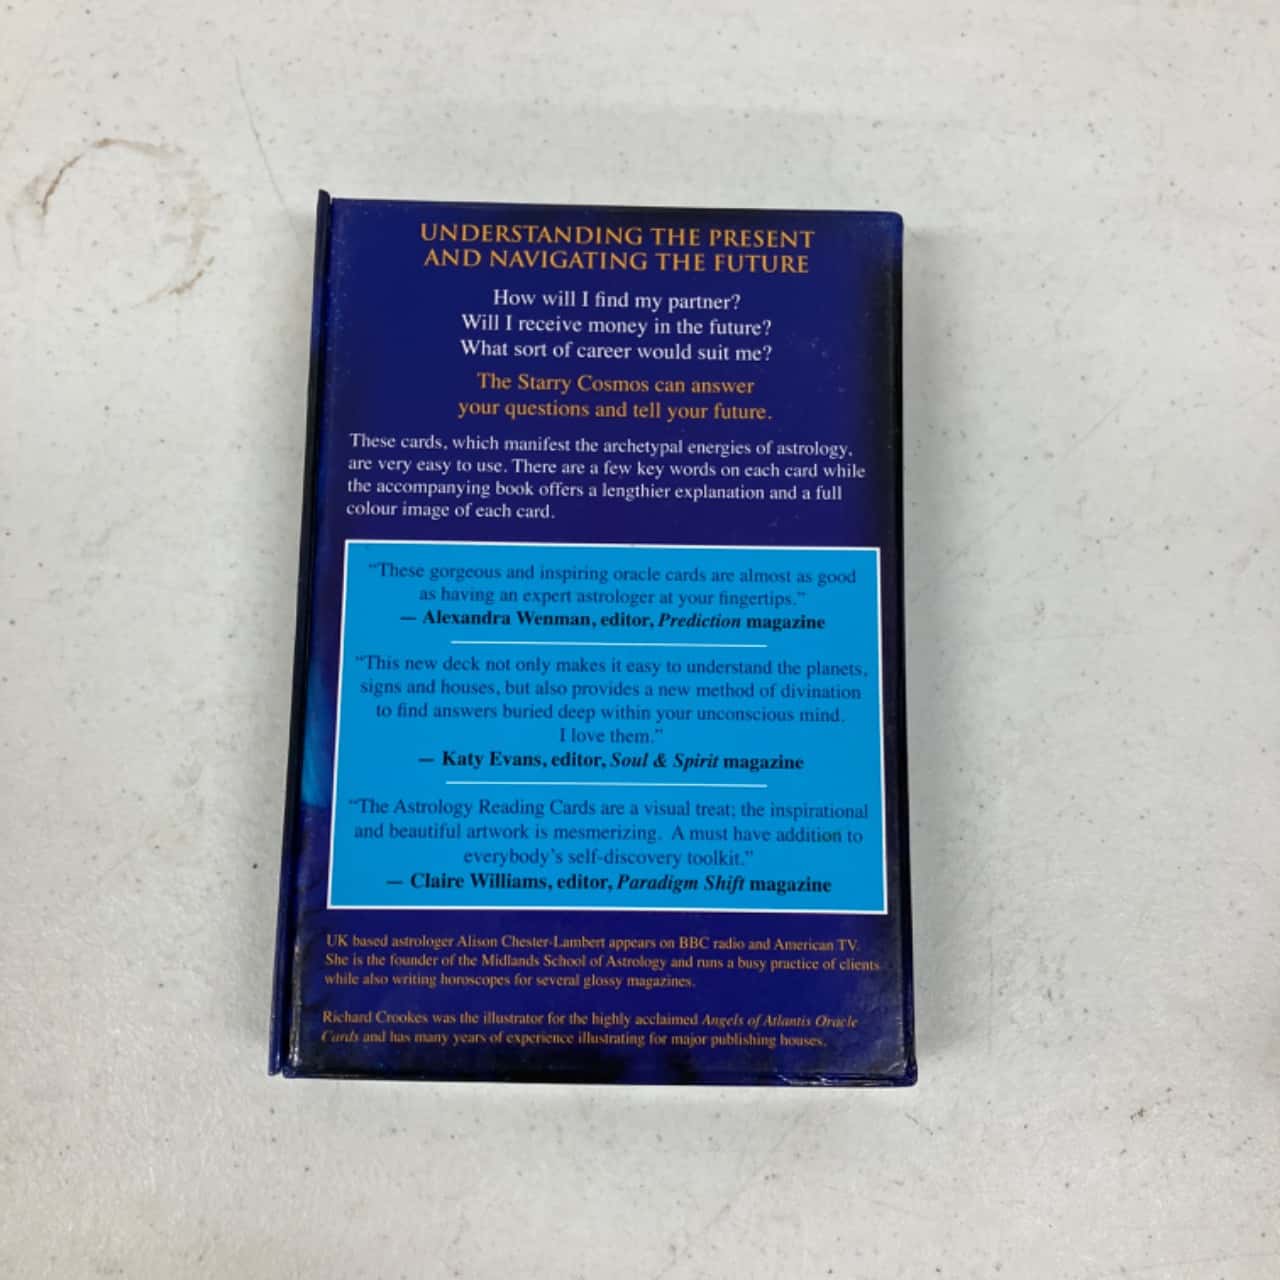 UNDERSTANDING THE PRESENT
AND NAVIGATING THE FUTURE
How will I find my partner?
Will I receive money in the future?
What sort of career would suit me?
The Starry Cosmos can answer
your questions and tell your future.
These cards, which manifest the archetypal energies of astrology,
are very easy to use. There are a few key words on each card while
the accompanying book offers a lengthier explanation and a full
colour image of each card.
“These gorgeous and inspiring oracle cards are almost as good
as having an expert astrologer at your fingertips.”
— Alexandra Wenman, editor, Prediction magazine
“This new deck not only makes it easy to understand the planets,
signs and houses, but also provides a new method of divination
to find answers buried deep within your unconscious mind.
I love them.”
— Katy Evans, editor, Soul & Spirit magazine
“The Astrology Reading Cards are a visual treat; the inspirational
and beautiful artwork is mesmerizing. A must have addition to
everybody’s self-discovery toolkit.”
— Claire Williams, editor, Paradigm Shift magazine
UK based astrologer Alison Chester-Lambert appears on BBC radio and American TV.
She is the founder of the Midlands School of Astrology and runs a busy practice of clients
while also writing horoscopes for several glossy magazines.
Richard Crookes was the illustrator for the highly acclaimed Angels of Atlantis Oracle
Cards and has many years of experience illustrating for major publishing houses.